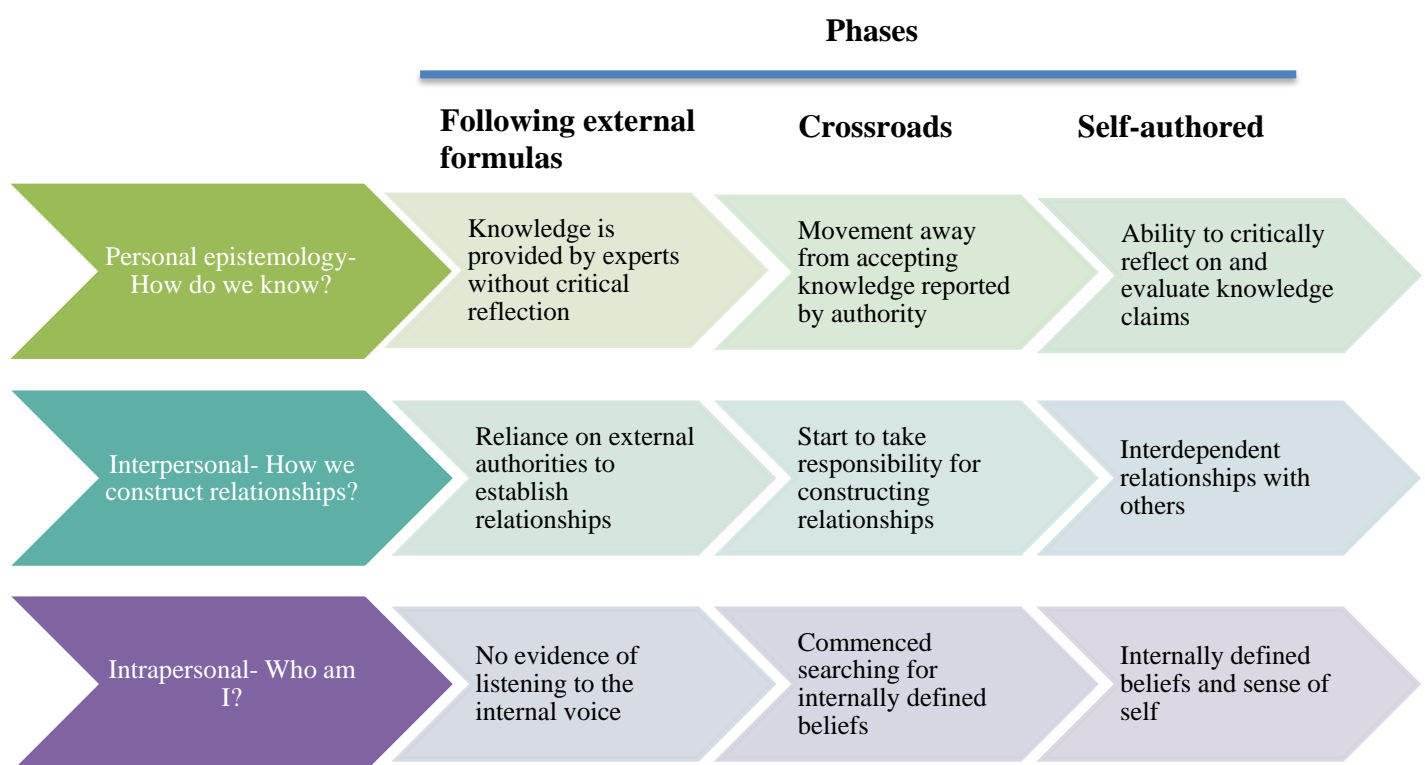 Phases
Following external
formulas
Crossroads
Self-authored
Personal epistemology-
How do we know?
Knowledge is
provided by experts
without critical
reflection
Movement away
from accepting
knowledge reported
by authority
Ability to critically
reflect on and
evaluate knowledge
claims
Interpersonal- How we
construct relationships?
Reliance on external
authorities to
establish
relationships
Start to take
responsibility for
constructing
relationships
Interdependent
relationships with
others
Intrapersonal- Who am
I?
No evidence of
listening to the
internal voice
Commenced
searching for
internally defined
beliefs
Internally defined
beliefs and sense of
self